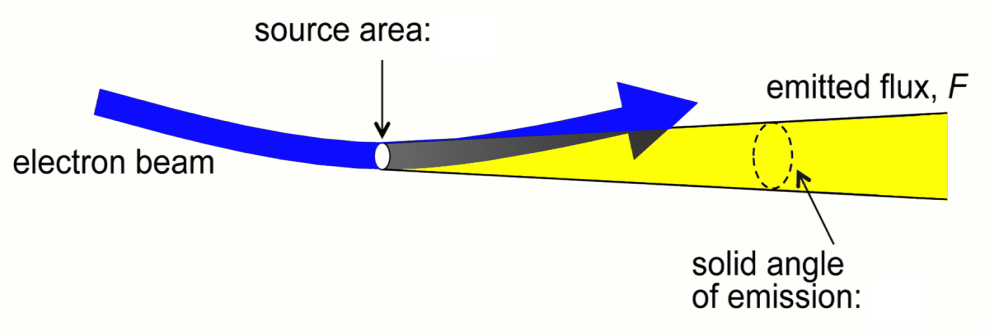 source area:
emitted flux, F
electron beam
solid angle
of emission: